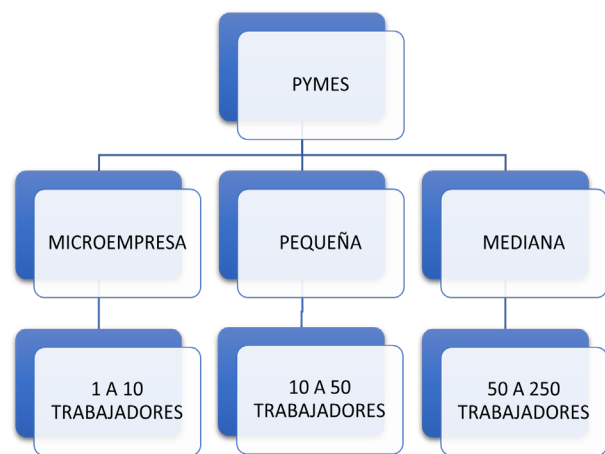 PYMES
MICROEMPRESA
PEQUEÑA
MEDIANA
1 A 10
TRABAJADORES
10 A 50
TRABAJADORES
50 A 250
TRABAJADORES